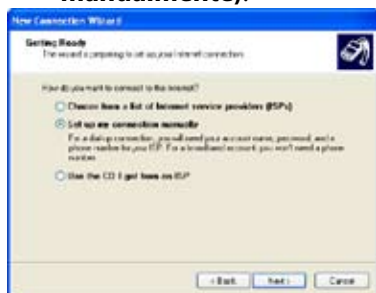 manualmente).
New Connection Wizard
Getting Ready
The wizard is preparing to set up your Internet connection.
How do you want to connect to the Internet?
Choose from a list of Internet service providers (ISPs)
Set up my connection manually
For a dial-up connection, you will need your account name, password, and a
phone number for your ISP. For a broadband account, you won't need a phone
number.
Use the CD I got from an ISP
< Back
Next >
Cancel